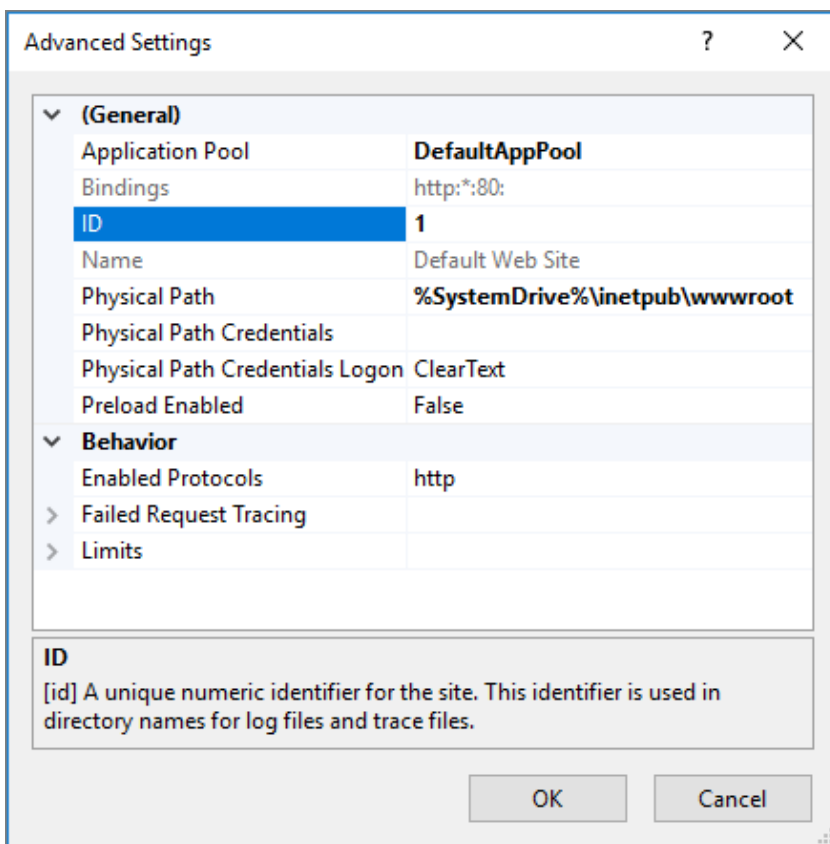 Advanced Settings ?
(General)
Application Pool DefaultAppPool
Bindings http:*:80:
ID 1
Name Default Web Site
Physical Path %SystemDrive%\inetpub\wwwroot
Physical Path Credentials
Physical Path Credentials Logon ClearText
Preload Enabled False
Behavior
Enabled Protocols http
Failed Request Tracing
Limits
ID
[id] A unique numeric identifier for the site. This identifier is used in
directory names for log files and trace files.
OK Cancel